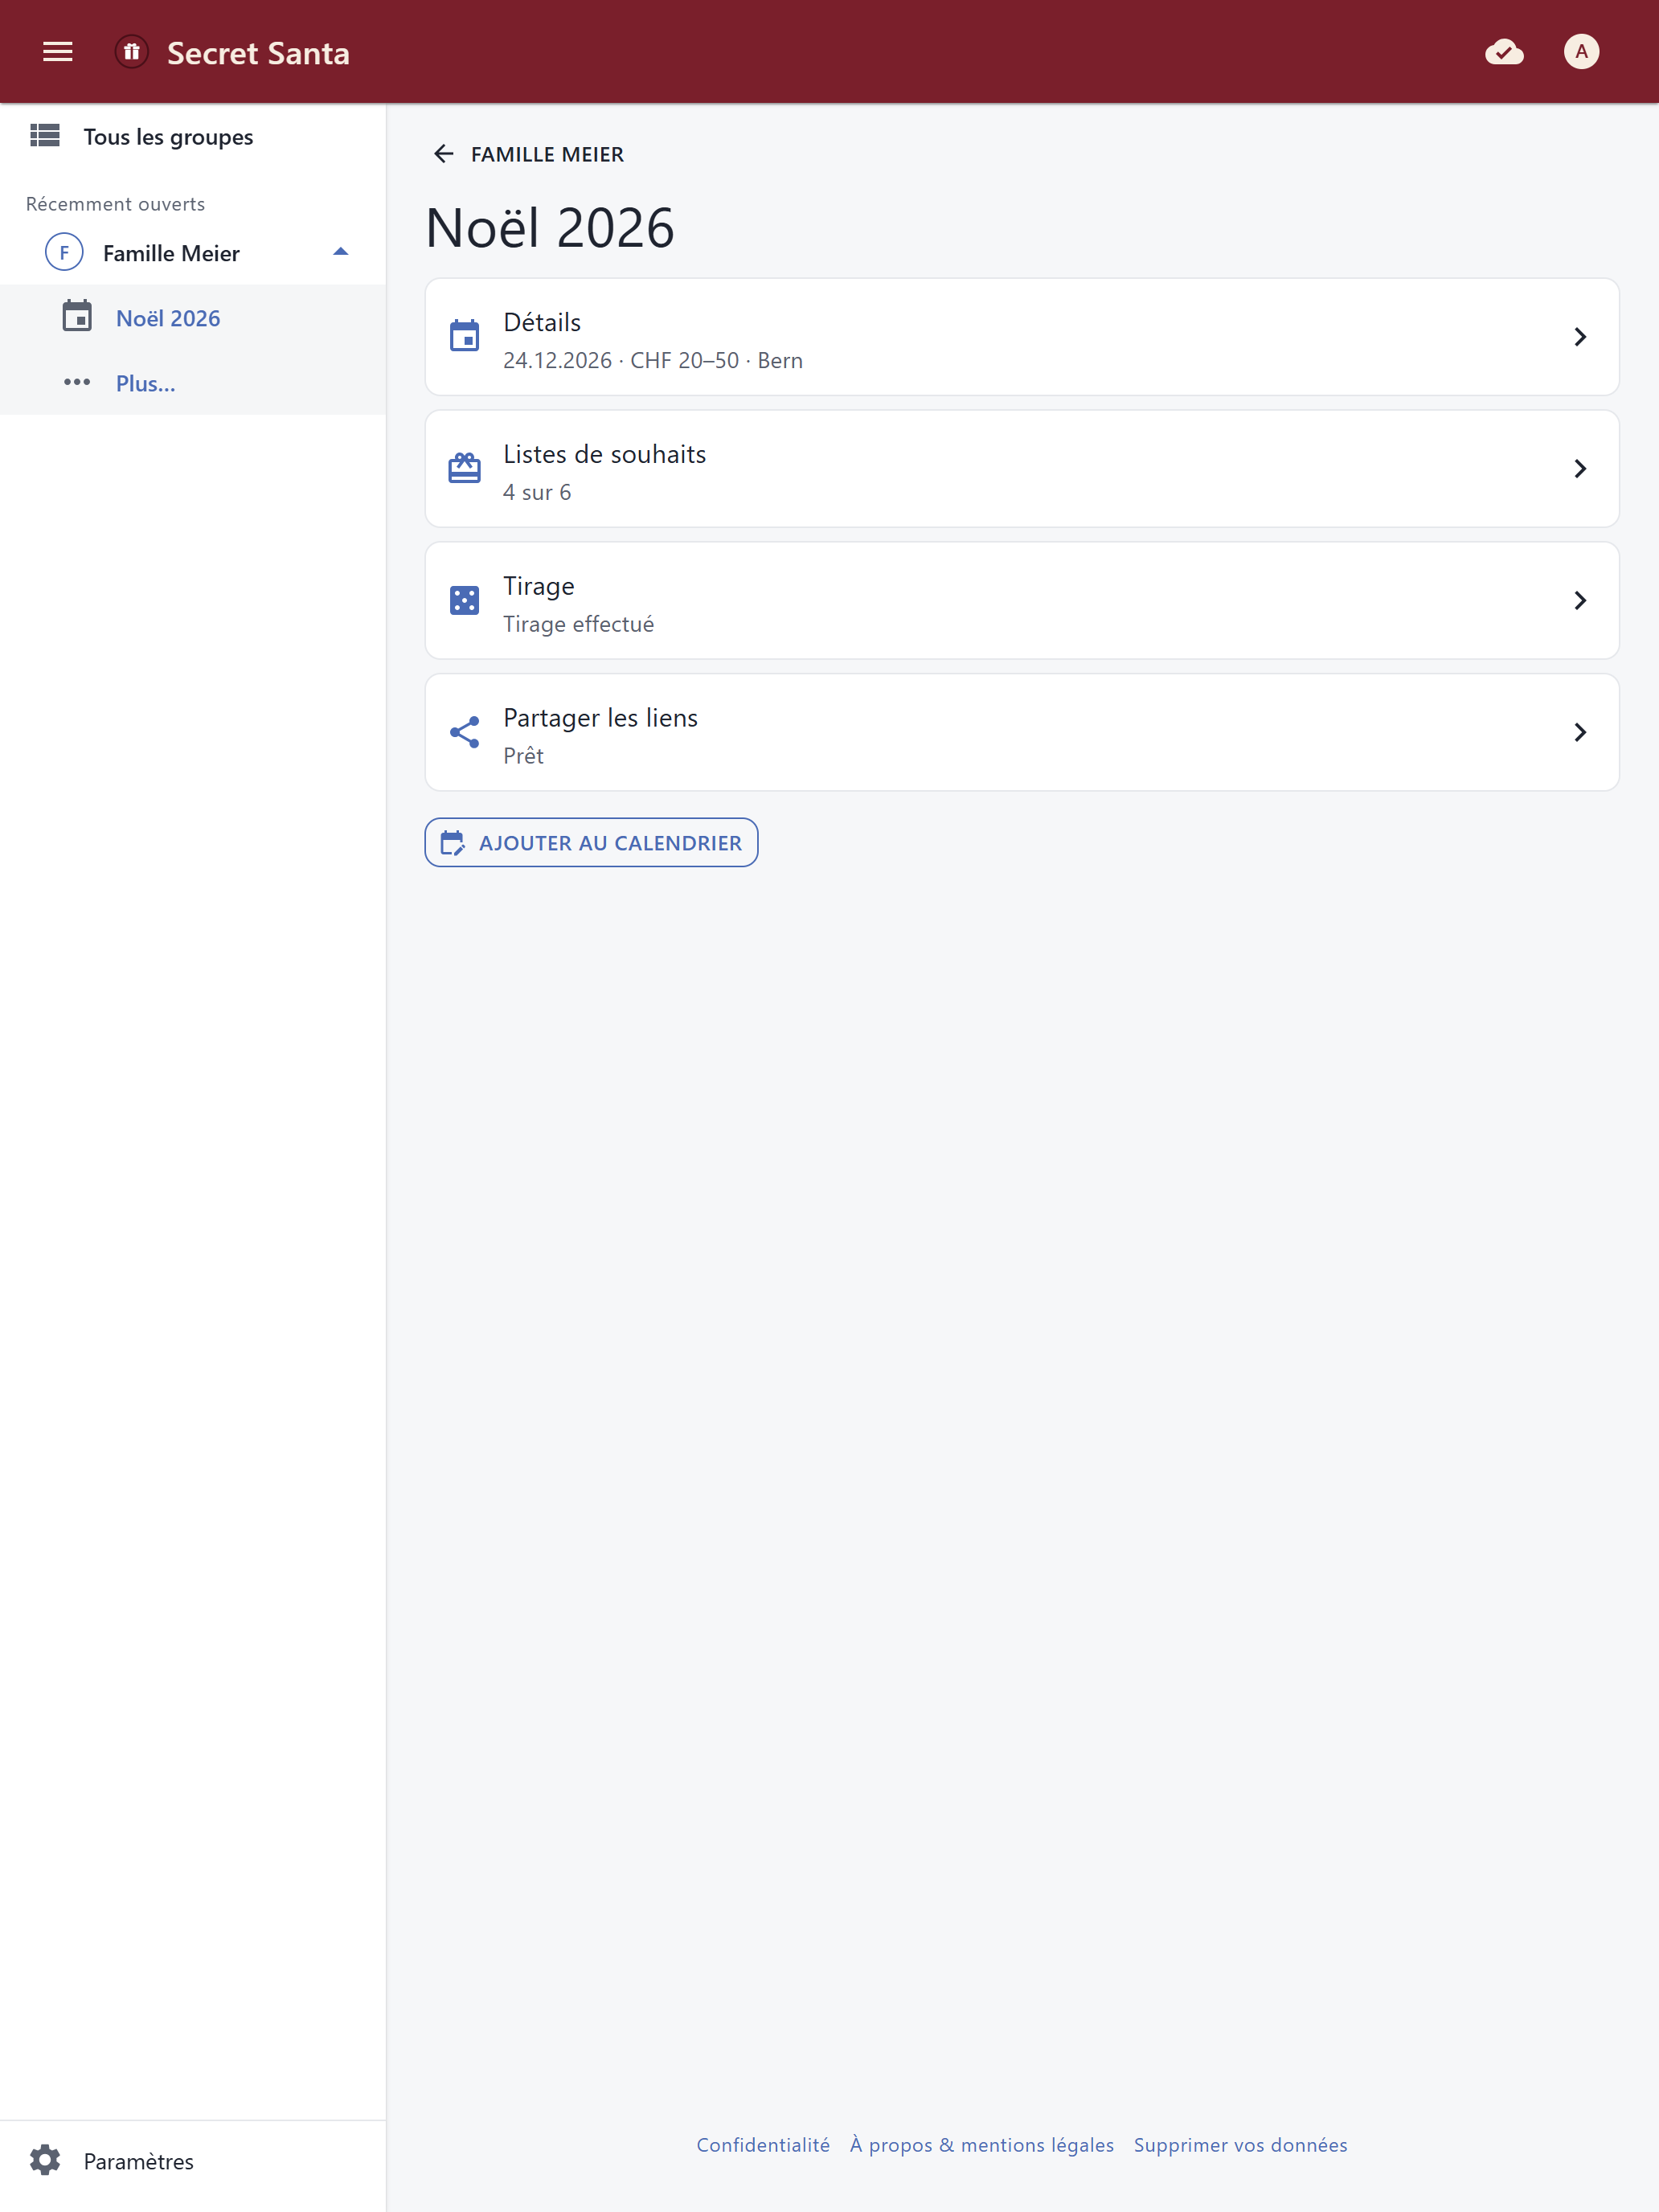 Secret Santa
A
Tous les groupes
Récemment ouverts
F Famille Meier
Noël 2026
Plus...
FAMILLE MEIER
Noël 2026
Détails
24.12.2026 · CHF 20–50 · Bern
Listes de souhaits
4 sur 6
Tirage
Tirage effectué
Partager les liens
Prêt
AJOUTER AU CALENDRIER
Paramètres
Confidentialité À propos & mentions légales Supprimer vos données